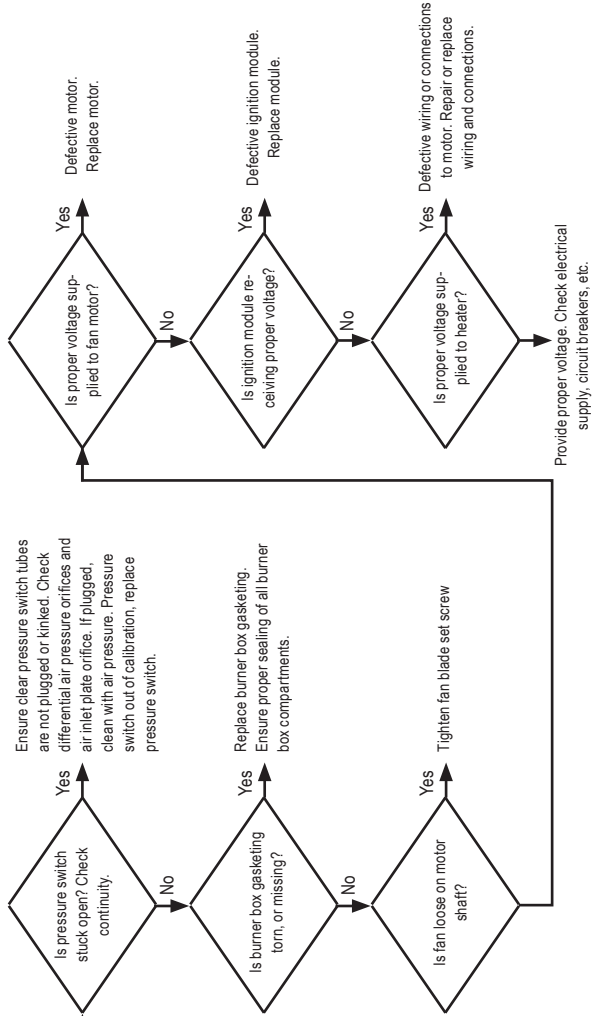 Is pressure switch
stuck open? Check
continuity.
Yes
Ensure clear pressure switch tubes
are not plugged or kinked. Check
differential air pressure orifices and
air inlet plate orifice. If plugged,
clean with air pressure. Pressure
switch out of calibration, replace
pressure switch.
No
Is burner box gasketing
torn, or missing?
Yes
Replace burner box gasketing.
Ensure proper sealing of all burner
box compartments.
No
Is fan loose on motor
shaft?
Yes
Tighten fan blade set screw
Is proper voltage sup-
plied to fan motor?
Yes
Defective motor.
Replace motor.
No
Is ignition module re-
ceiving proper voltage?
Yes
Defective ignition module.
Replace module.
No
Is proper voltage sup-
plied to heater?
Yes
Defective wiring or connections
to motor. Repair or replace
wiring and connections.
Provide proper voltage. Check electrical
supply, circuit breakers, etc.